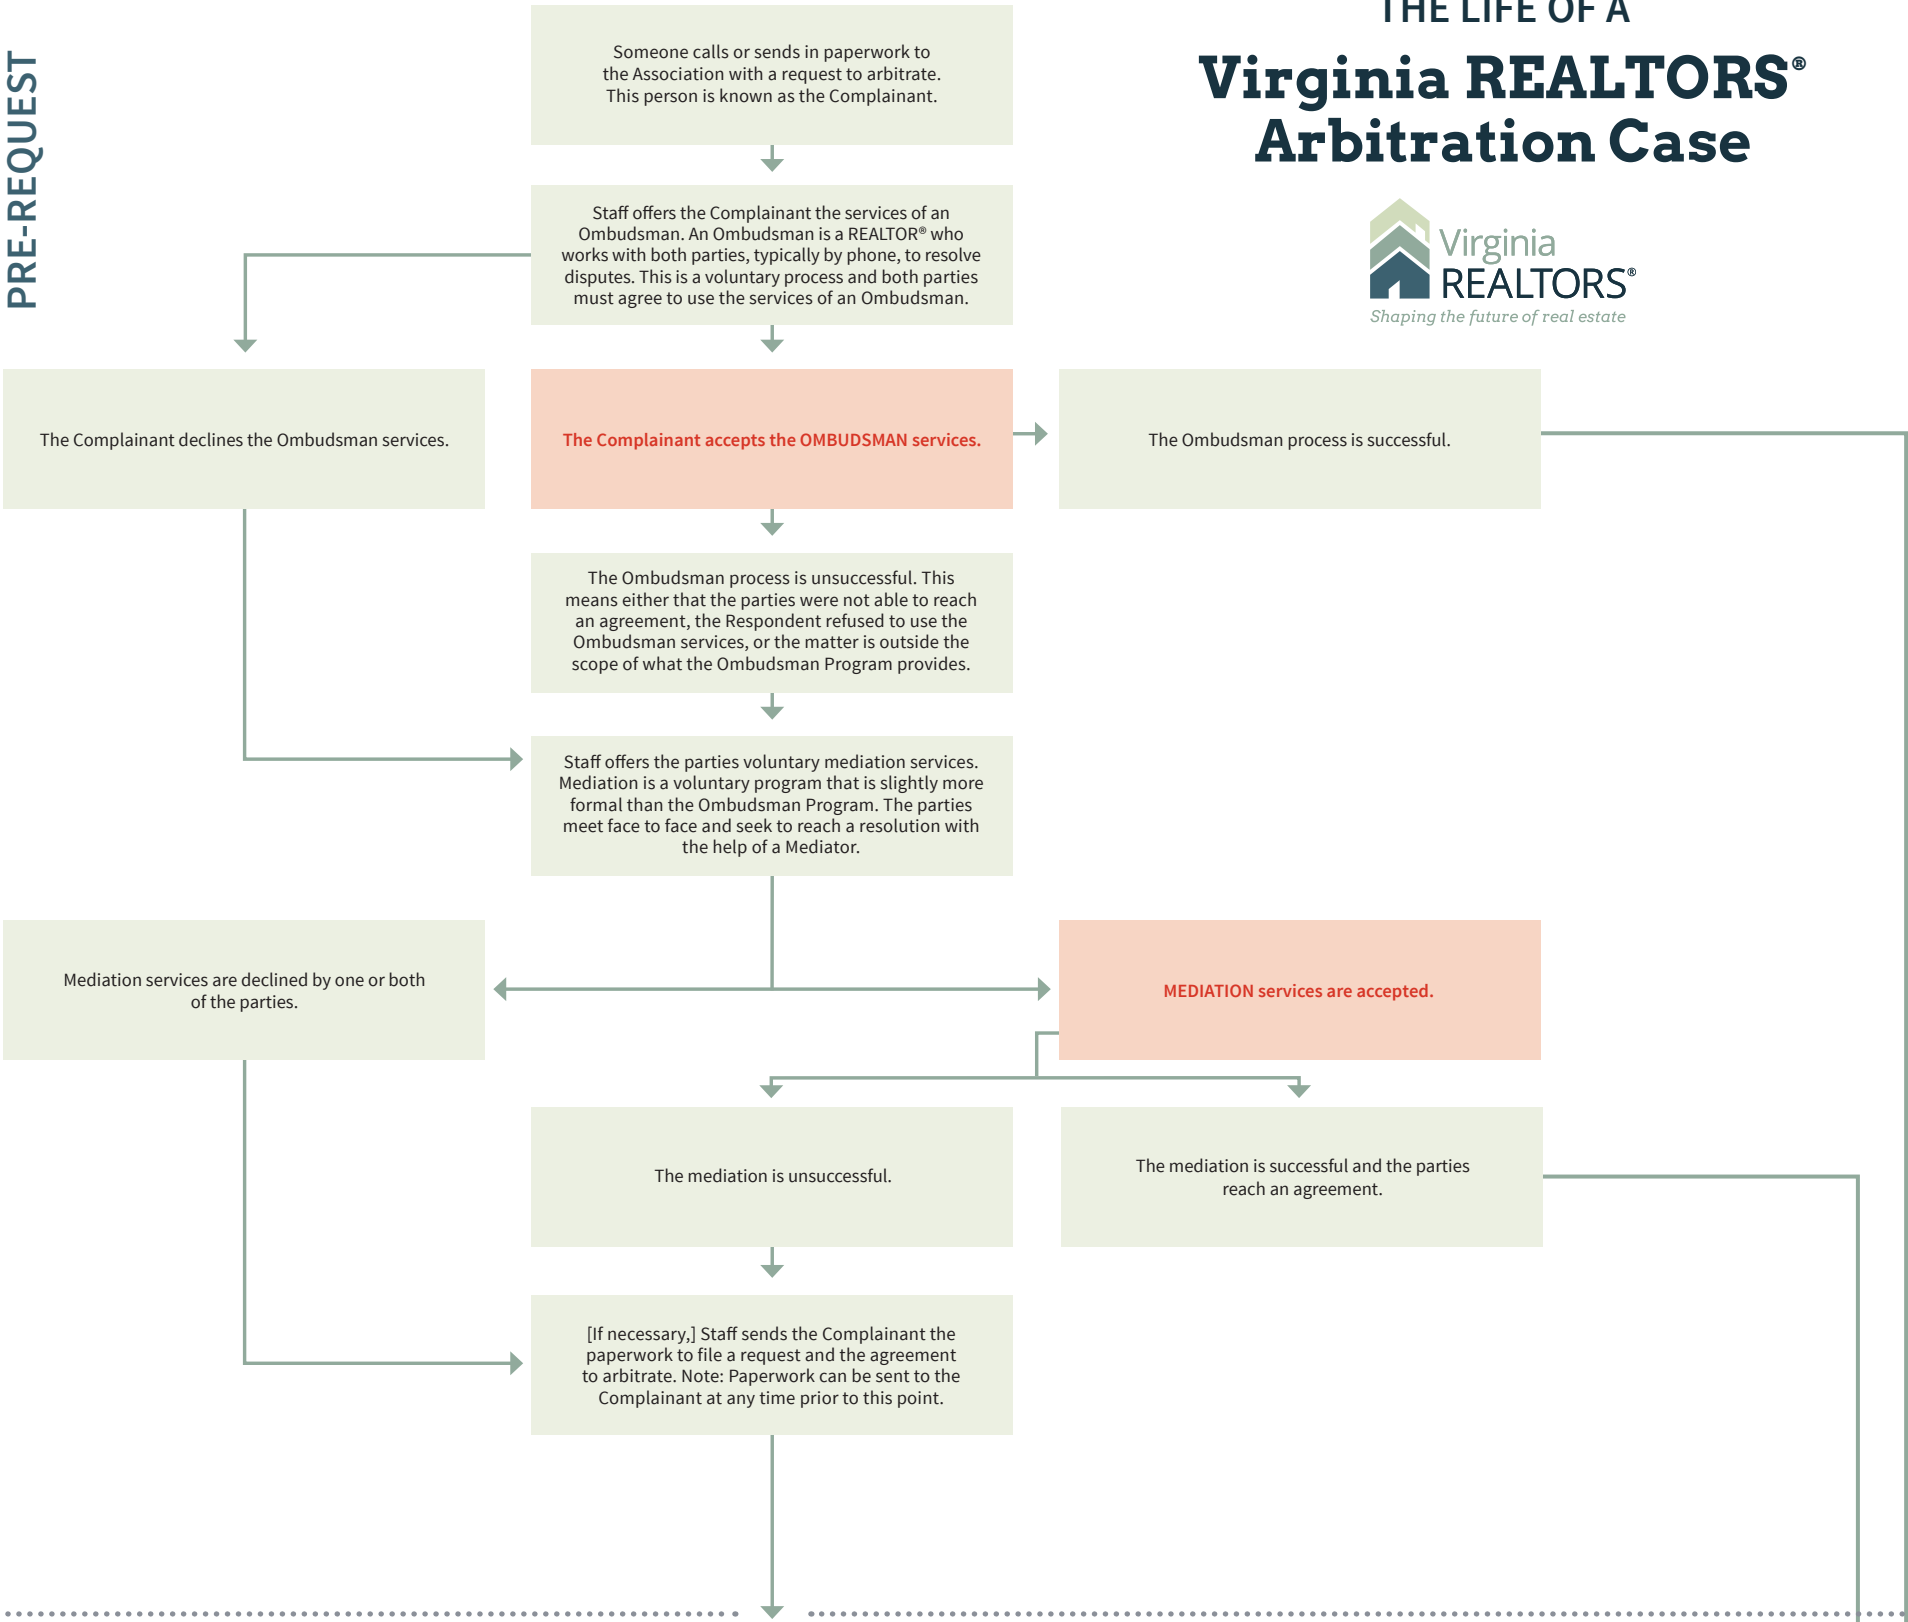 THE LIFE OF A
Virginia REALTORS®
Arbitration Case
Virginia
REALTORS®
Shaping the future of real estate
PRE-REQUEST
Someone calls or sends in paperwork to
the Association with a request to arbitrate.
This person is known as the Complainant.
Staff offers the Complainant the services of an
Ombudsman. An Ombudsman is a REALTOR® who
works with both parties, typically by phone, to resolve
disputes. This is a voluntary process and both parties
must agree to use the services of an Ombudsman.
The Complainant declines the Ombudsman services.
The Complainant accepts the OMBUDSMAN services.
The Ombudsman process is successful.
The Ombudsman process is unsuccessful. This
means either that the parties were not able to reach
an agreement, the Respondent refused to use the
Ombudsman services, or the matter is outside the
scope of what the Ombudsman Program provides.
Staff offers the parties voluntary mediation services.
Mediation is a voluntary program that is slightly more
formal than the Ombudsman Program. The parties
meet face to face and seek to reach a resolution with
the help of a Mediator.
Mediation services are declined by one or both
of the parties.
MEDIATION services are accepted.
The mediation is unsuccessful.
The mediation is successful and the parties
reach an agreement.
[If necessary,] Staff sends the Complainant the
paperwork to file a request and the agreement
to arbitrate. Note: Paperwork can be sent to the
Complainant at any time prior to this point.